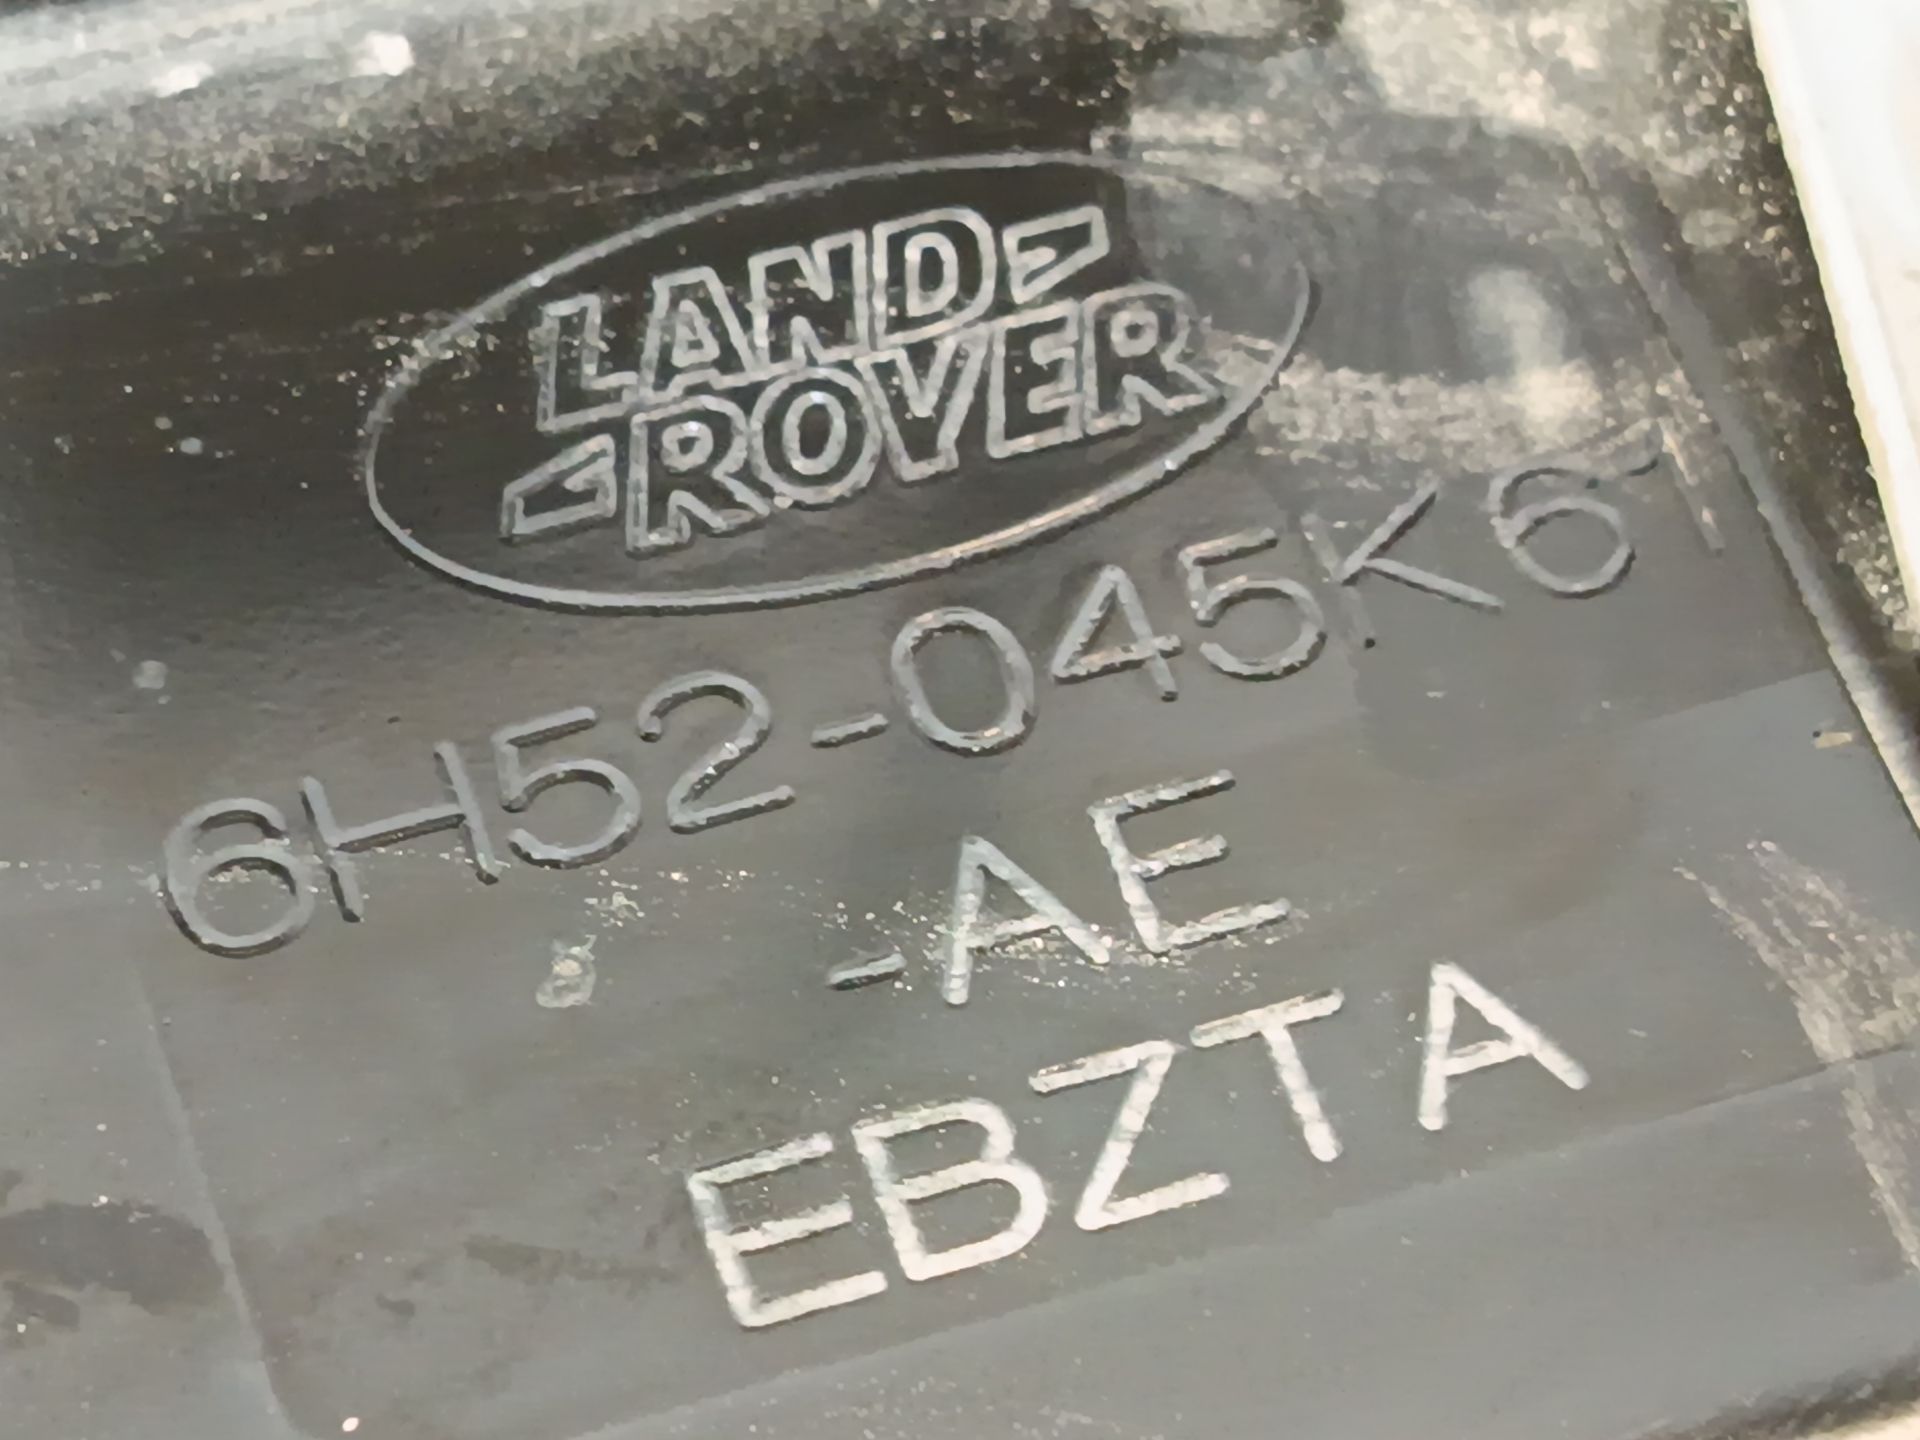 LAND
ROVER
6H52-045K61
-AE
EBZTA